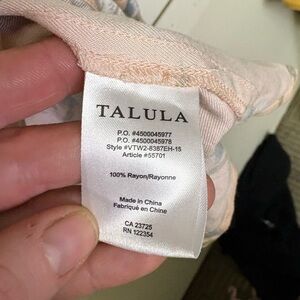 TALULA
P.O. #4500045977
P.O. #4500045978
Style #VTW2-8387EH-15
Article #55701
100% Rayon/Rayonne
Made in China
Fabriqué en Chine
CA 23725
RN 122354